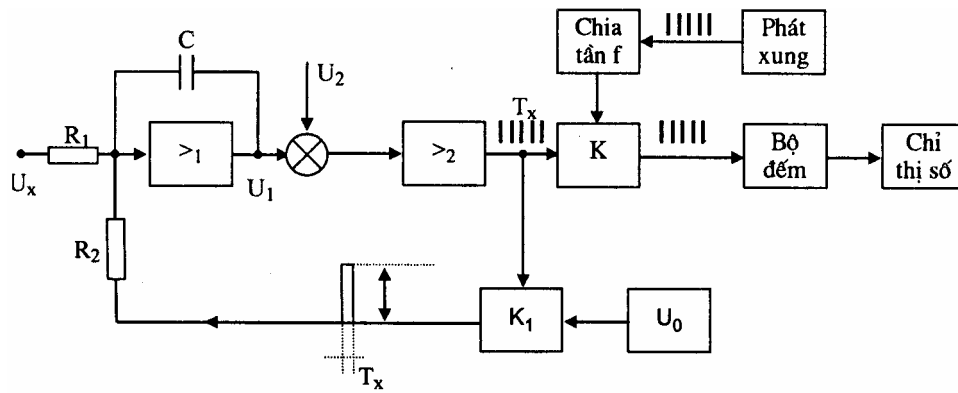 C
U₂
Chia
tần f
Phát
xung
R₁
>₁
U₁
>₂
Tₓ
K
Bộ
đếm
Chỉ
thị số
Uₓ
R₂
K₁
U₀
Tₓ